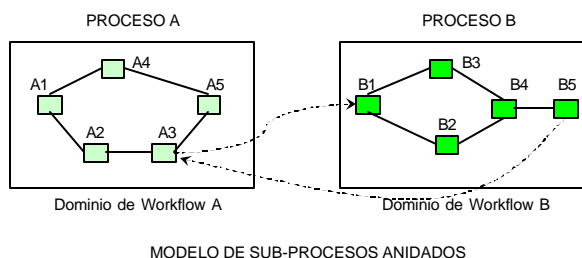 PROCESO A
PROCESO B
A4
A1
A5
A2
A3
B3
B1
B4
B5
B2
Dominio de Workflow A
Dominio de Workflow B
MODELO DE SUB-PROCESOS ANIDADOS